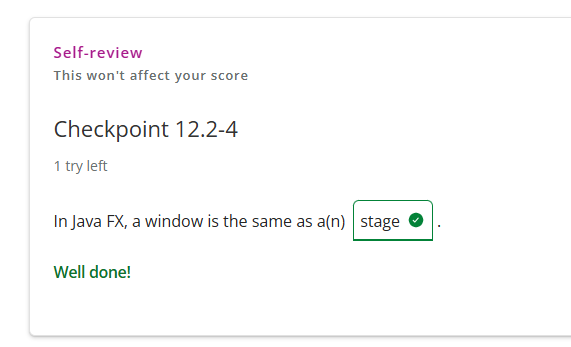 Self-review
This won't affect your score
Checkpoint 12.2-4
1 try left
In Java FX, a window is the same as a(n) stage .
Well done!